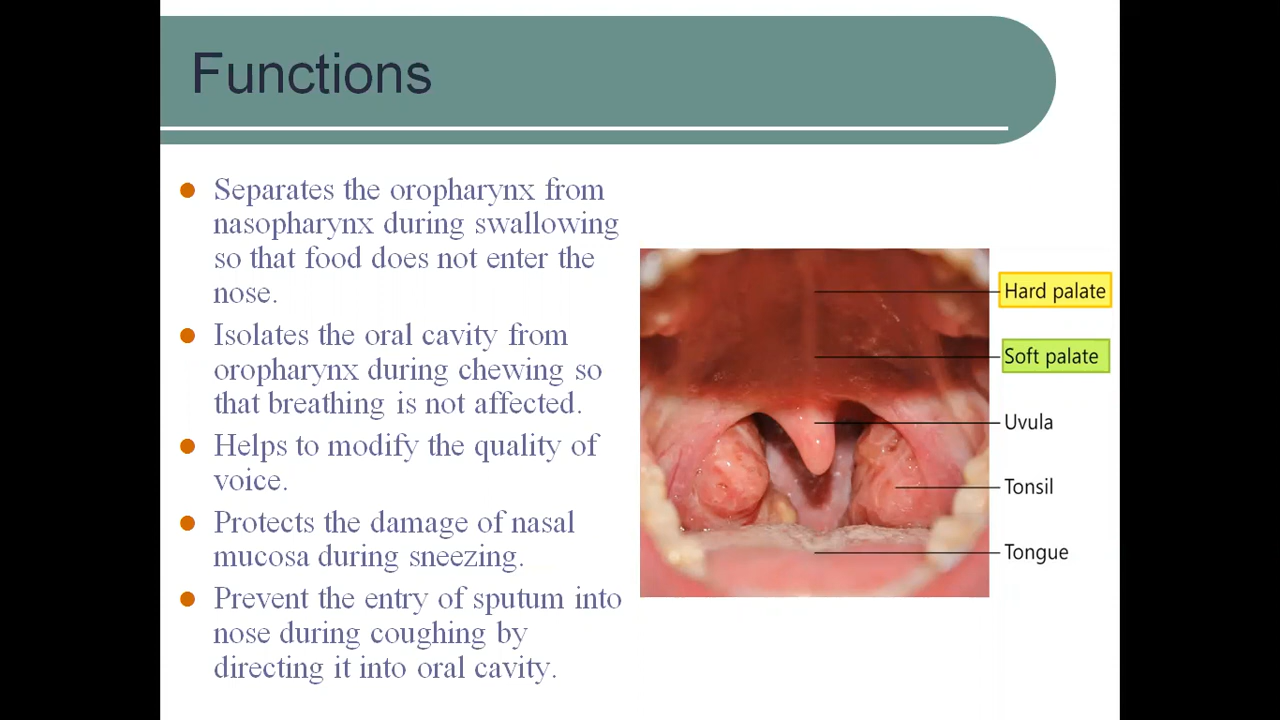 Functions
Separates the oropharynx from
nasopharynx during swallowing
so that food does not enter the
nose.
Isolates the oral cavity from
oropharynx during chewing so
that breathing is not affected.
Helps to modify the quality of
voice.
Protects the damage of nasal
mucosa during sneezing.
Prevent the entry of sputum into
nose during coughing by
directing it into oral cavity.
Hard palate
Soft palate
Uvula
Tonsil
Tongue